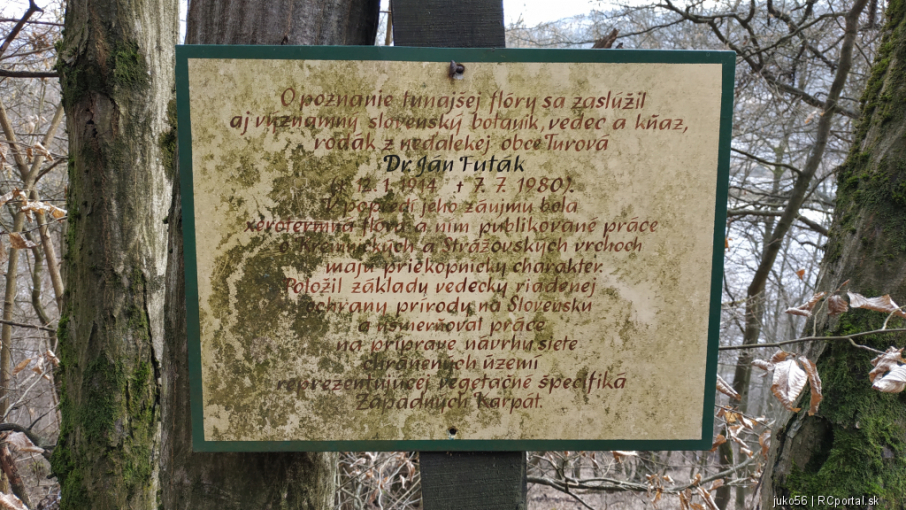 O poznanie tunajšej flóry sa zaslúžil
aj významný slovenský botanik, vedec a kňaz,
rodák z neďalekej obce Turová
Dr. Ján Futák
(* 12. 1. 1914 † 7. 7. 1980).
V popredí jeho záujmu bola
xerotermná flóra a ním publikované práce
o Kremnických a Strážovských vrchoch
majú priekopnícky charakter.
Položil základy vedecky riadenej
ochrany prírody na Slovensku
a usmerňoval práce
na príprave návrhu siete
chránených území
reprezentujúcej vegetačné špecifiká
Západných Karpát.
juko56 | RCportal.sk